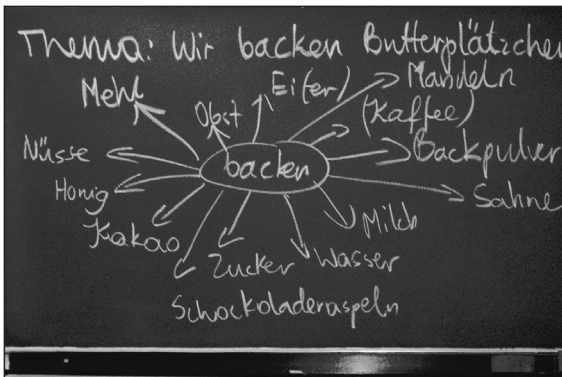 Thema: Wir backen Butterplätzchen
Mehl
Obst
Ei(er)
Mandeln
(Kaffee)
Nüsse
backen
Backpulver
Honig
Sahne
Kakao
Milch
Zucker
Wasser
Schockoladeraspeln